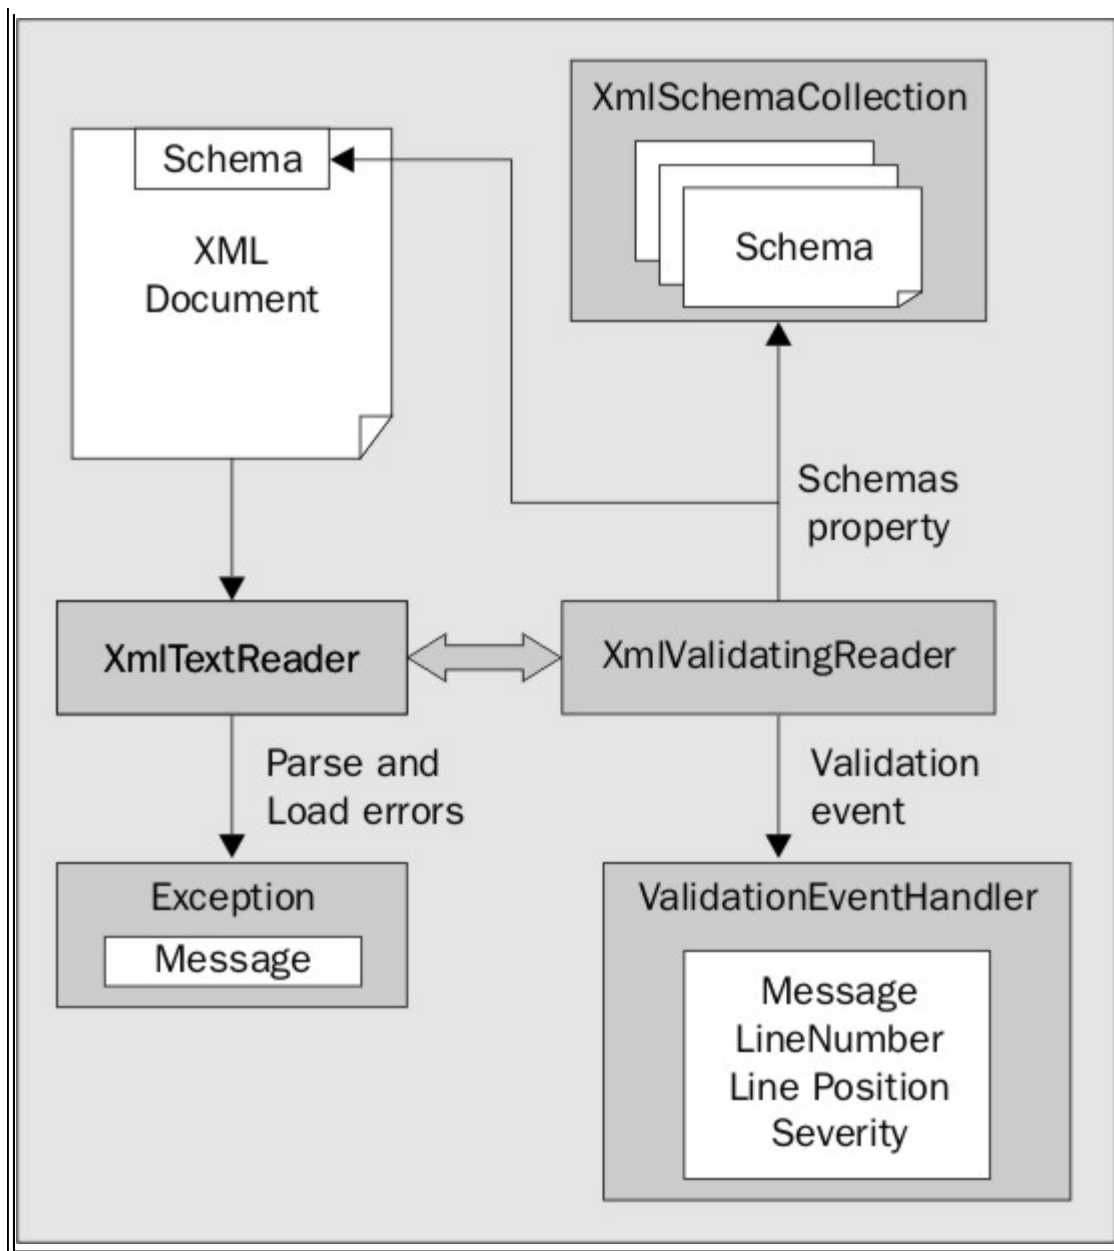 XmlSchemaCollection
Schema
Schema
XML
Document
Schemas
property
XmlTextReader
XmlValidatingReader
Parse and
Load errors
Validation
event
Exception
Message
ValidationEventHandler
Message
LineNumber
Line Position
Severity